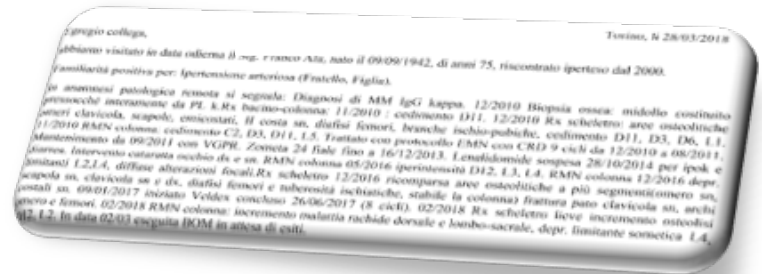 Egregio collega, Torino, li 28/03/2018
abbiamo visitato in data odierna il Sig. Franco nato il 09/09/1942, di anni 75, riscontrato iperteso dal 2000.
Familiarità positiva per: Ipertensione arteriosa (Fratello, Figlia).
In anamnesi patologica remota si segnala: Diagnosi di MM IgG kappa. 12/2010 Biopsia ossea: midollo costituito
pressocchè interamente da PL k.Rx bacino-colonna: 11/2010 : cedimento D11. 12/2010 Rx scheletro: aree osteolitiche
omeri clavicola, scapole, emicostati, II costa sn, diafisi femori, branche ischio-pubiche, cedimento D11, D3, D6, L1.
11/2010 RMN colonna: cedimento C2, D3, D11, L5. Trattato con protocollo EMN con CRD 9 cicli da 12/2010 a 08/2011.
Mantenimento da 09/2011 con VGPR. Zometa 24 fiale fino a 16/12/2013. Lenalidomide sospesa 28/10/2014 per ipok e
diarrea. Intervento cataratta occhio dx e sn. RMN colonna 05/2016 iperintensità D12, L3, L4. RMN colonna 12/2016 depr.
limitanti L2,L4, diffuse alterazioni focali.Rx scheletro 12/2016 ricomparsa aree osteolitiche a più segmenti(omero sn,
scapola sn, clavicola sn e dx, diafisi femori e tuberosità ischiatiche, stabile la colonna) frattura pato clavicola sn, archi
costali sn. 09/01/2017 iniziato Veldex concluso 26/06/2017 (8 cicli). 02/2018 Rx scheletro lieve incremento osteolisi
omero e femori. 02/2018 RMN colonna: incremento malattia rachide dorsale e lombo-sacrale, depr. limitante somatica L4,
L2. In data 02/03 eseguita BOM in attesa di esiti.